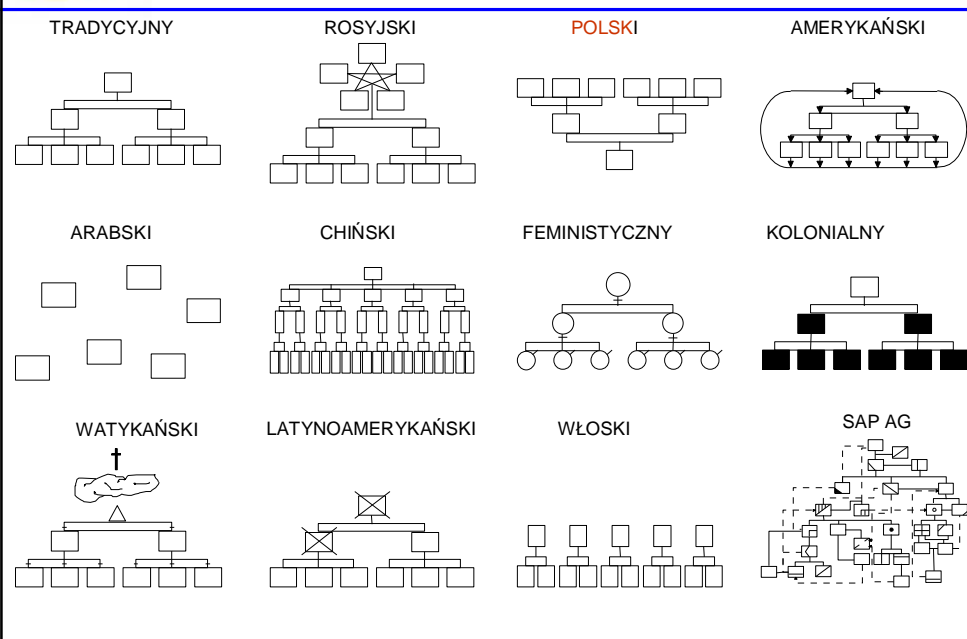 TRADYCYJNY
ROSYJSKI
POLSKI
AMERYKAŃSKI
ARABSKI
CHIŃSKI
FEMINISTYCZNY
KOLONIALNY
WATYKAŃSKI
LATYNOAMERYKAŃSKI
WŁOSKI
SAP AG